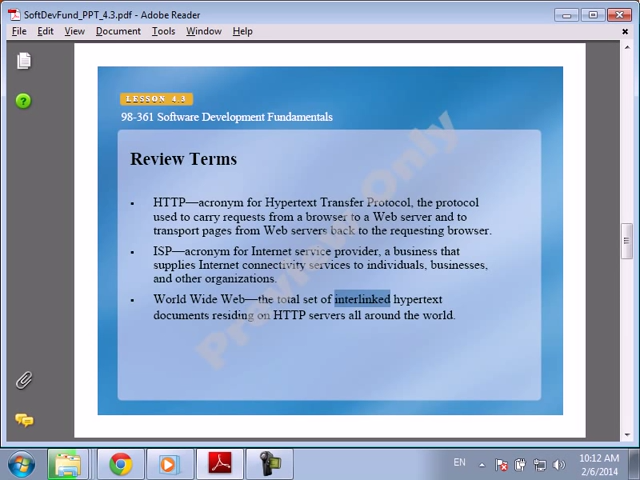 SoftDevFund_PPT_4.3.pdf - Adobe Reader
File Edit View Document Tools Window Help
LESSON 4.3
98-361 Software Development Fundamentals
Review Terms
▪ HTTP—acronym for Hypertext Transfer Protocol, the protocol
used to carry requests from a browser to a Web server and to
transport pages from Web servers back to the requesting browser.
▪ ISP—acronym for Internet service provider, a business that
supplies Internet connectivity services to individuals, businesses,
and other organizations.
▪ World Wide Web—the total set of interlinked hypertext
documents residing on HTTP servers all around the world.
Preview Only
EN
10:12 AM
2/6/2014